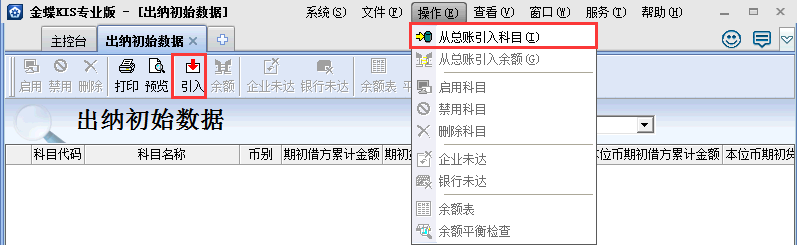 金蝶KIS专业版 - [出纳初始数据] 系统(S) 文件(F) 操作(E) 查看(V) 窗口(W) 服务(T) 帮助(H)
主控台 出纳初始数据
启用 禁用 删除 打印 预览 引入 余额 企业未达 银行未达 余额表 平
从总账引入科目(I)
从总账引入余额(G)
启用科目
禁用科目
删除科目
企业未达
银行未达
余额表
余额平衡检查
出纳初始数据
科目代码 科目名称 币别 期初借方累计金额 期初 本位币期初借方累计金额 本位币期初贷